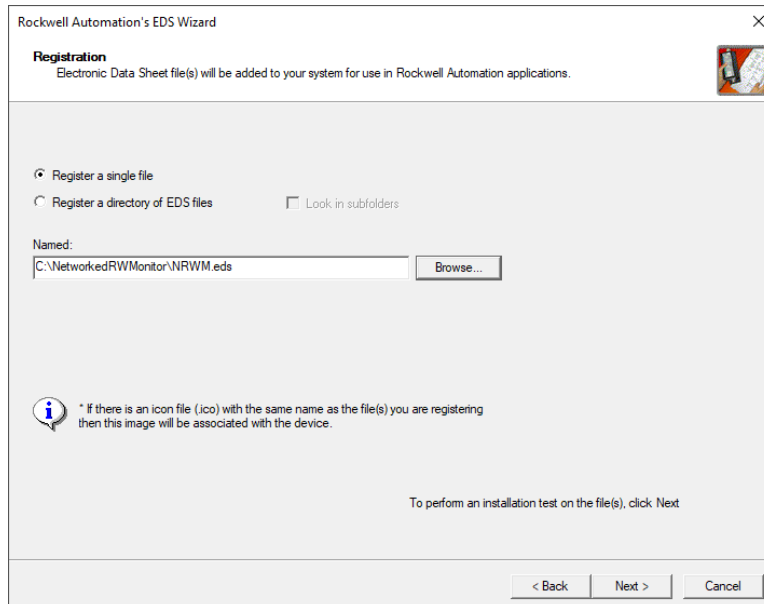 Rockwell Automation's EDS Wizard
Registration
Electronic Data Sheet file(s) will be added to your system for use in Rockwell Automation applications.
Register a single file
Register a directory of EDS files
Look in subfolders
Named:
C:\NetworkedRWMonitor\NRWM.eds
Browse...
* If there is an icon file (.ico) with the same name as the file(s) you are registering
then this image will be associated with the device.
To perform an installation test on the file(s), click Next
< Back
Next >
Cancel